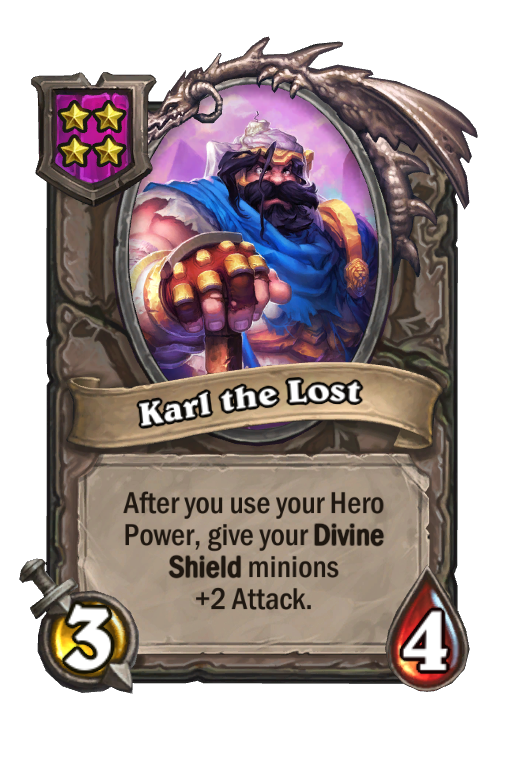 Karl the Lost
After you use your Hero
Power, give your Divine
Shield minions
+2 Attack.
3
4